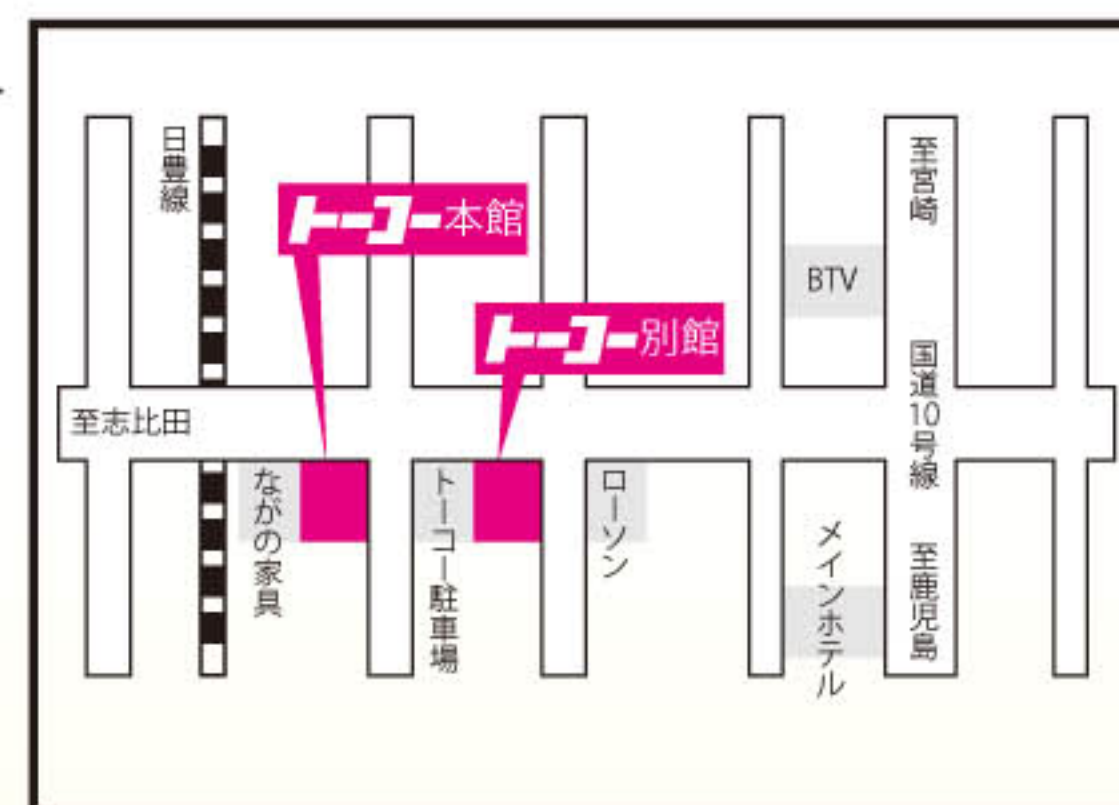 日豊線
トーコー本館
トーコー別館
至宮崎
BTV
国道10号線
至志比田
ながの家具
トーコー駐車場
ローソン
メインホテル
至鹿児島